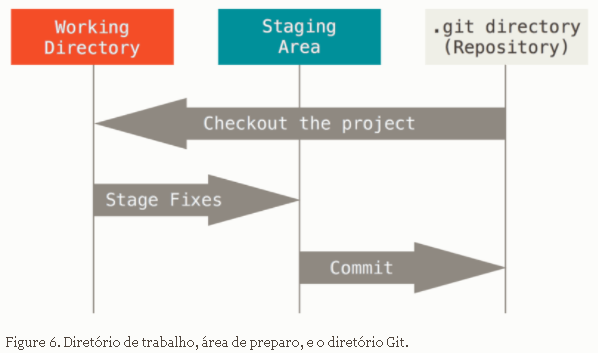 Working
Directory
Staging
Area
.git directory
(Repository)
Checkout the project
Stage Fixes
Commit
Figure 6. Diretório de trabalho, área de preparo, e o diretório Git.